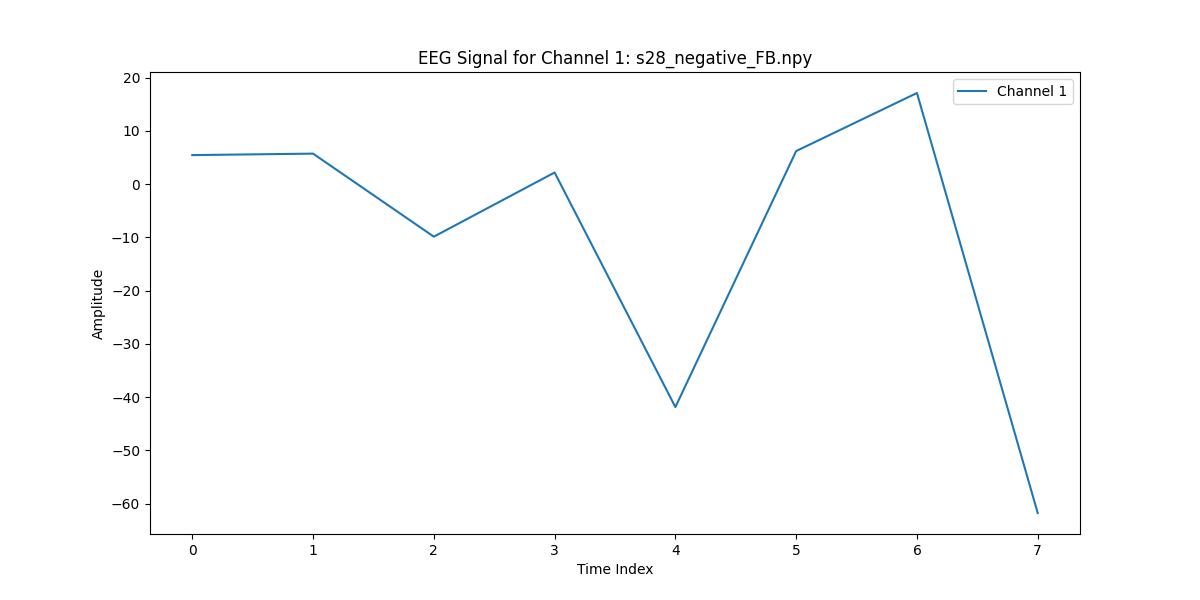 EEG Signal for Channel 1: s28_negative_FB.npy
Channel 1
20
10
0
−10
−20
−30
−40
−50
−60
Amplitude
0 1 2 3 4 5 6 7
Time Index